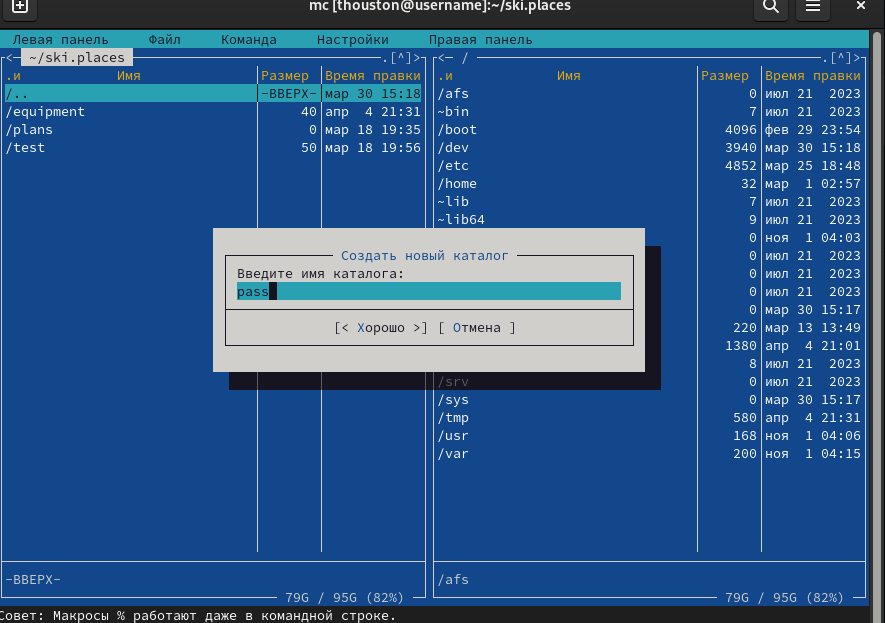 mc [thouston@username]:~/ski.places
Левая панель Файл Команда Настройки Правая панель
<— ~/ski.places .[^]>
.и Имя Размер Время правки
/.. -ВВЕРХ- мар 30 15:18
/equipment 40 апр 4 21:31
/plans 0 мар 18 19:35
/test 50 мар 18 19:56
-ВВЕРХ-
79G / 95G (82%)
<— / .[^]>
.и Имя Размер Время правки
/afs 0 июл 21 2023
~bin 7 июл 21 2023
/boot 4096 фев 29 23:54
/dev 3940 мар 30 15:18
/etc 4852 мар 25 18:48
/home 32 мар 1 02:57
~lib 7 июл 21 2023
~lib64 9 июл 21 2023
0 ноя 1 04:03
0 июл 21 2023
0 июл 21 2023
0 июл 21 2023
0 мар 30 15:17
220 мар 13 13:49
1380 апр 4 21:01
8 июл 21 2023
/srv 0 июл 21 2023
/sys 0 мар 30 15:17
/tmp 580 апр 4 21:31
/usr 168 ноя 1 04:06
/var 200 ноя 1 04:15
/afs
79G / 95G (82%)
Создать новый каталог
Введите имя каталога:
pass
[< Хорошо >] [ Отмена ]
Совет: Макросы % работают даже в командной строке.